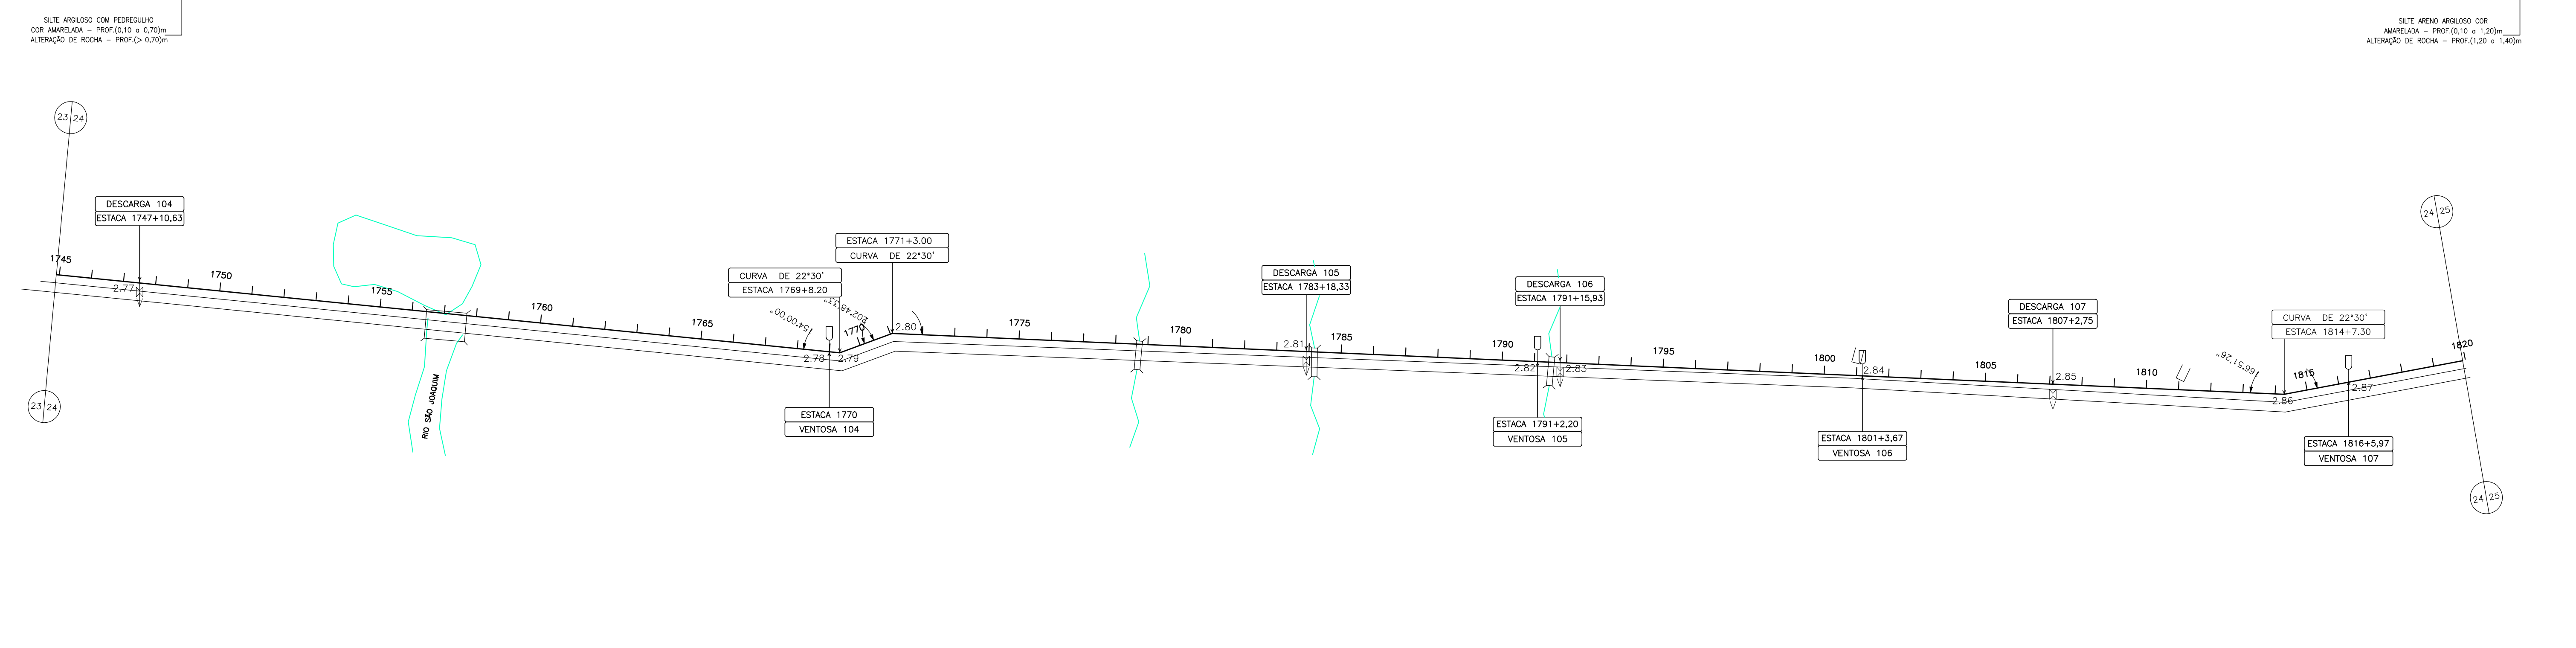 SILTE ARGILOSO COM PEDREGULHO
COR AMARELADA - PROF.(0,10 a 0,70)m
ALTERAÇÃO DE ROCHA - PROF.(> 0,70)m
SILTE ARENO ARGILOSO COR
AMARELADA - PROF.(0,10 a 1,20)m
ALTERAÇÃO DE ROCHA - PROF.(1,20 a 1,40)m
23 24
24 25
DESCARGA 104
ESTACA 1747+10,63
ESTACA 1771+3.00
CURVA DE 22°30'
CURVA DE 22°30'
ESTACA 1769+8.20
DESCARGA 105
ESTACA 1783+18,33
DESCARGA 106
ESTACA 1791+15,93
DESCARGA 107
ESTACA 1807+2,75
CURVA DE 22°30'
ESTACA 1814+7.30
1745
1750
1755
1760
1765
1770
1775
1780
1785
1790
1795
1800
1805
1810
1815
1820
2.77
2.78
2.79
2.80
2.81
2.82
2.83
2.84
2.85
2.86
2.87
202°48'33"
RIO SÃO JOAQUIM
ESTACA 1770
VENTOSA 104
ESTACA 1791+2,20
VENTOSA 105
ESTACA 1801+3,67
VENTOSA 106
ESTACA 1816+5,97
VENTOSA 107
23 24
24 25